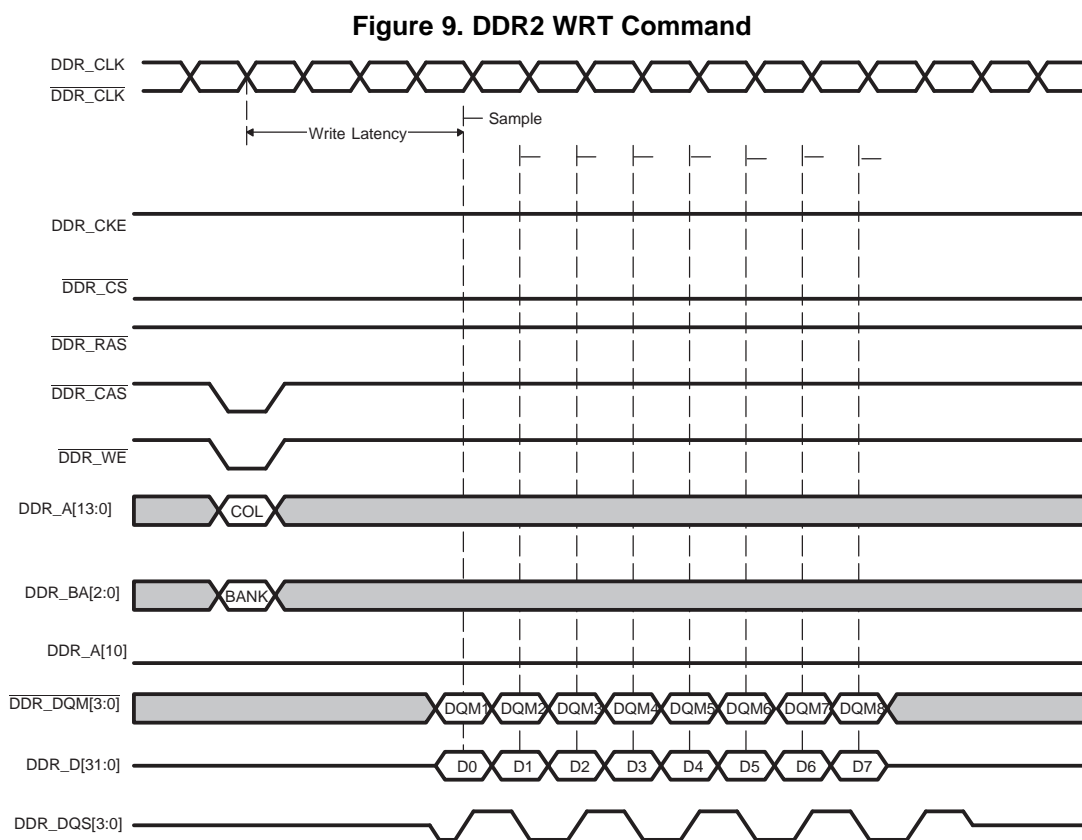 Figure 9. DDR2 WRT Command
DDR_CLK
DDR_CLK
Sample
Write Latency
DDR_CKE
DDR_CS
DDR_RAS
DDR_CAS
DDR_WE
DDR_A[13:0]
COL
DDR_BA[2:0]
BANK
DDR_A[10]
DDR_DQM[3:0]
DQM1 DQM2 DQM3 DQM4 DQM5 DQM6 DQM7 DQM8
DDR_D[31:0]
D0 D1 D2 D3 D4 D5 D6 D7
DDR_DQS[3:0]